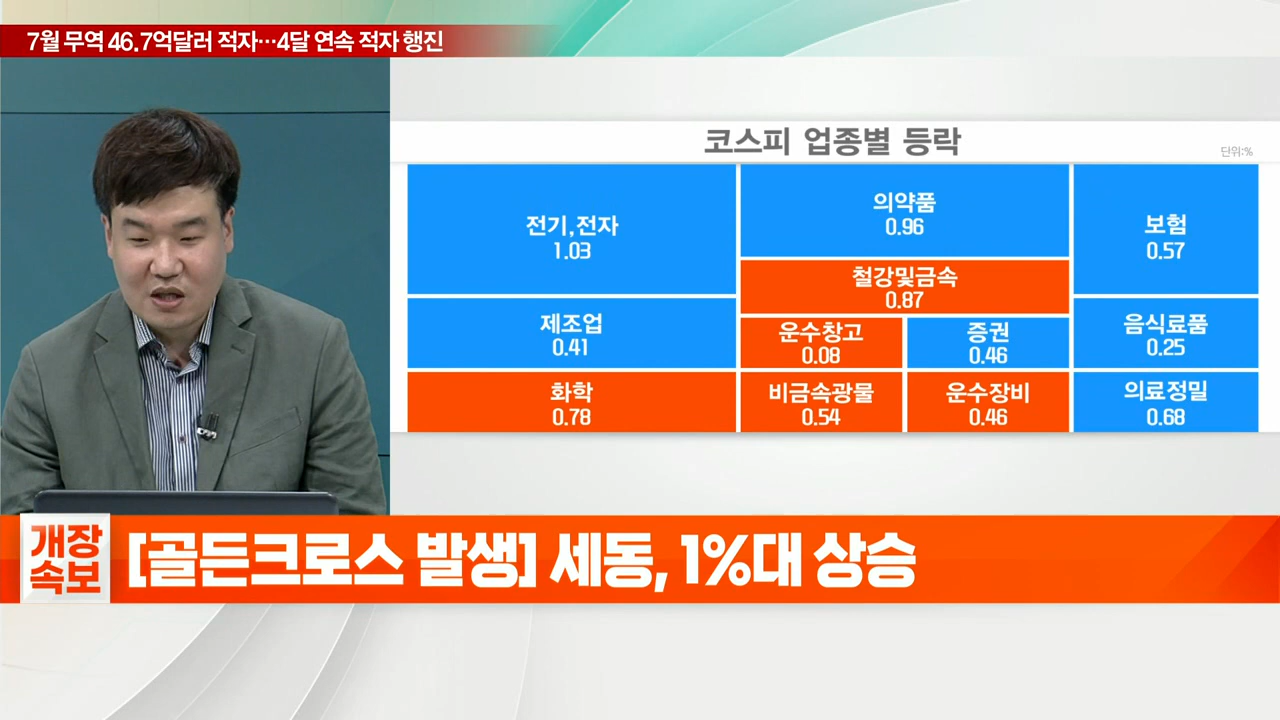 7월 무역 46.7억달러 적자…4달 연속 적자 행진
코스피 업종별 등락
단위:%
전기,전자
1.03
의약품
0.96
보험
0.57
철강및금속
0.87
제조업
0.41
운수창고
0.08
증권
0.46
음식료품
0.25
화학
0.78
비금속광물
0.54
운수장비
0.46
의료정밀
0.68
개장
속보
[골든크로스 발생] 세동, 1%대 상승